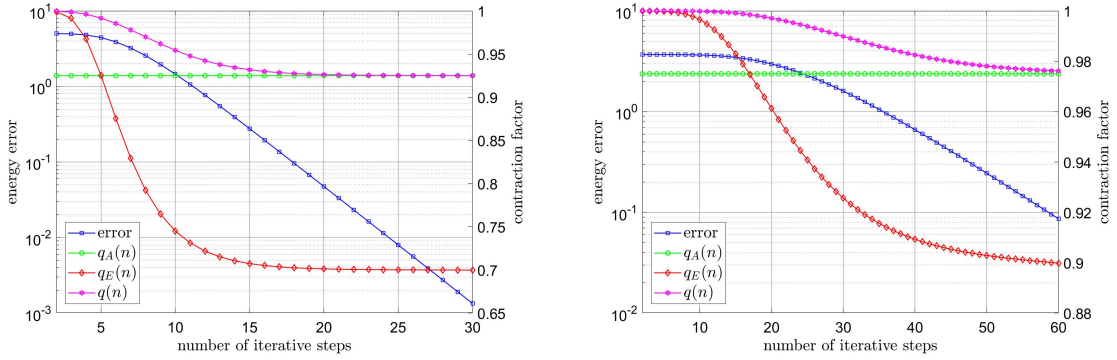 energy error
10^1
10^0
10^-1
10^-2
10^-3
1
0.95
0.9
0.85
0.8
0.75
0.7
0.65
contraction factor
error
q_A(n)
q_E(n)
q(n)
5
10
15
20
25
30
number of iterative steps
energy error
10^1
10^0
10^-1
10^-2
1
0.98
0.96
0.94
0.92
0.9
0.88
contraction factor
error
q_A(n)
q_E(n)
q(n)
10
20
30
40
50
60
number of iterative steps